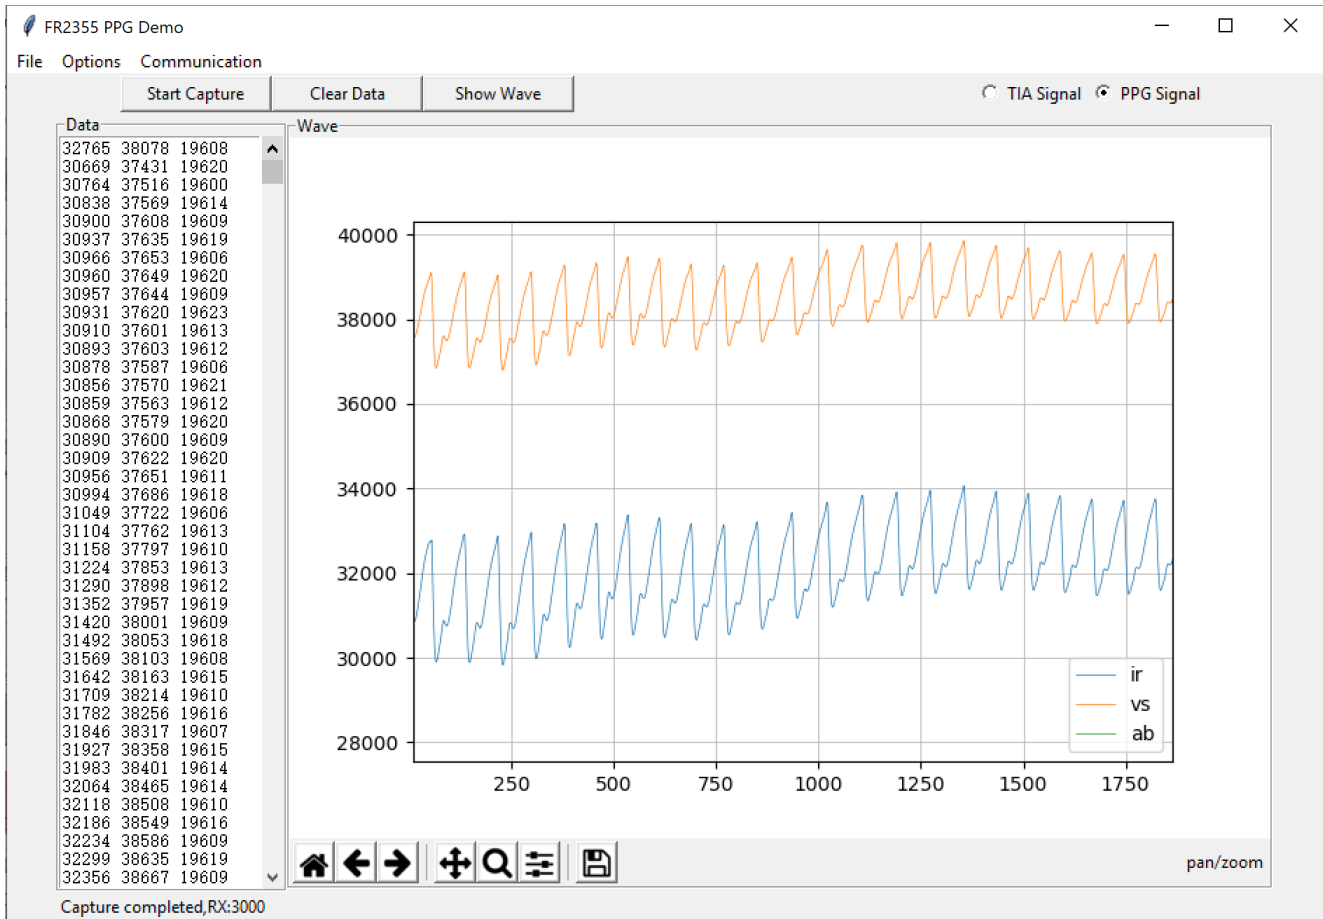 FR2355 PPG Demo
File Options Communication
Start Capture Clear Data Show Wave TIA Signal PPG Signal
Data
32765 38078 19608
30669 37431 19620
30764 37516 19600
30838 37569 19614
30900 37608 19609
30937 37635 19619
30966 37653 19606
30960 37649 19620
30957 37644 19609
30931 37620 19623
30910 37601 19613
30893 37603 19612
30878 37587 19606
30856 37570 19621
30859 37563 19612
30868 37579 19620
30890 37600 19609
30909 37622 19620
30956 37651 19611
30994 37686 19618
31049 37722 19606
31104 37762 19613
31158 37797 19610
31224 37853 19613
31290 37898 19612
31352 37957 19619
31420 38001 19609
31492 38053 19618
31569 38103 19608
31642 38163 19615
31709 38214 19610
31782 38256 19616
31846 38317 19607
31927 38358 19615
31983 38401 19614
32064 38465 19614
32118 38508 19610
32186 38549 19616
32234 38586 19609
32299 38635 19619
32356 38667 19609
Wave
40000
38000
36000
34000
32000
30000
28000
250 500 750 1000 1250 1500 1750
ir
vs
ab
pan/zoom
Capture completed,RX:3000